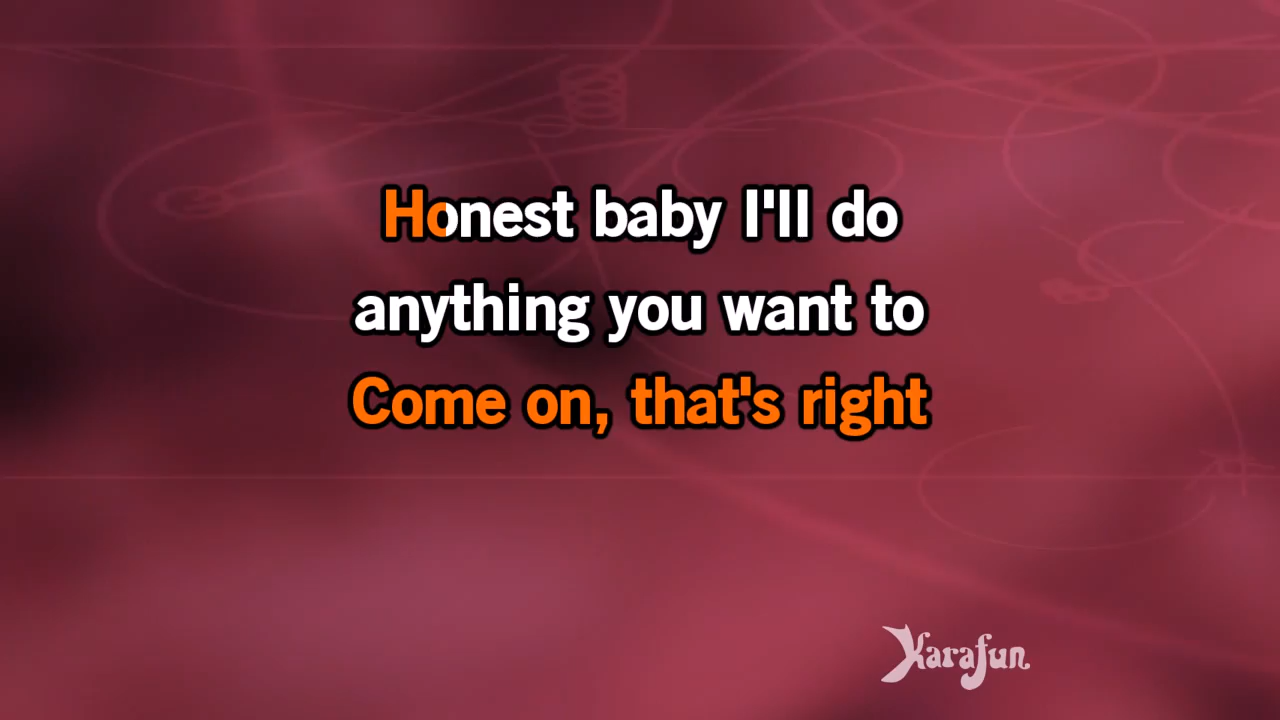 Honest baby I'll do
anything you want to
Come on, that's right
Karafun